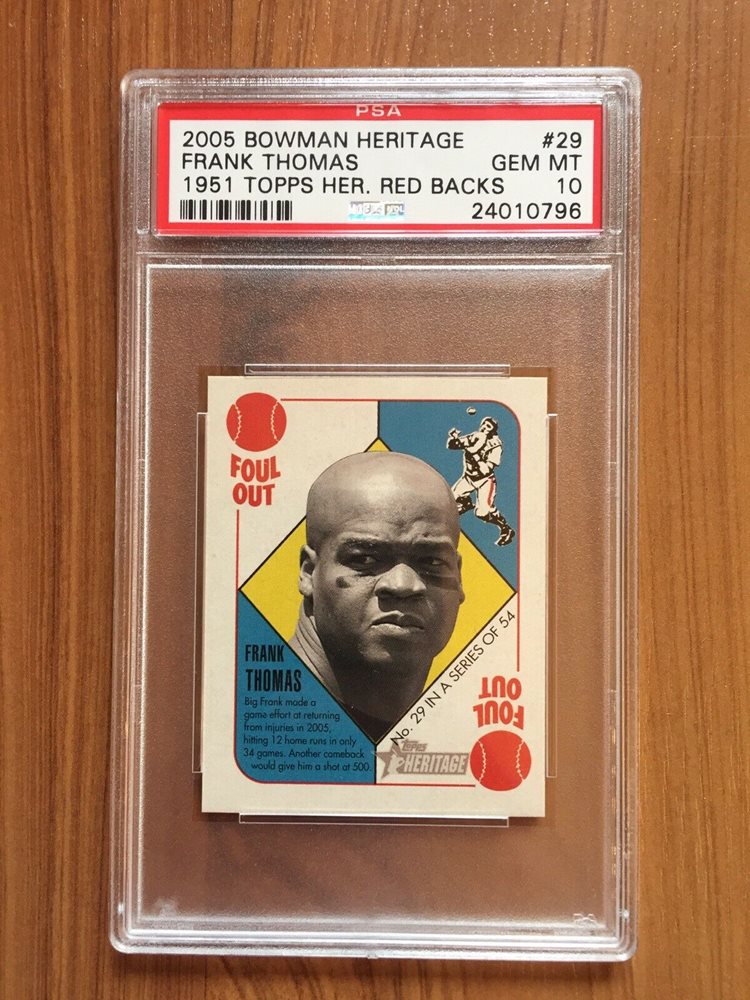 PSA
2005 BOWMAN HERITAGE #29
FRANK THOMAS GEM MT
1951 TOPPS HER. RED BACKS 10
24010796
FOUL
OUT
FRANK
THOMAS
Big Frank made a
game effort at returning
from injuries in 2005,
hitting 12 home runs in only
34 games. Another comeback
would give him a shot at 500.
No. 29 IN A SERIES OF 54
FOUL
OUT
TOPPS
HERITAGE